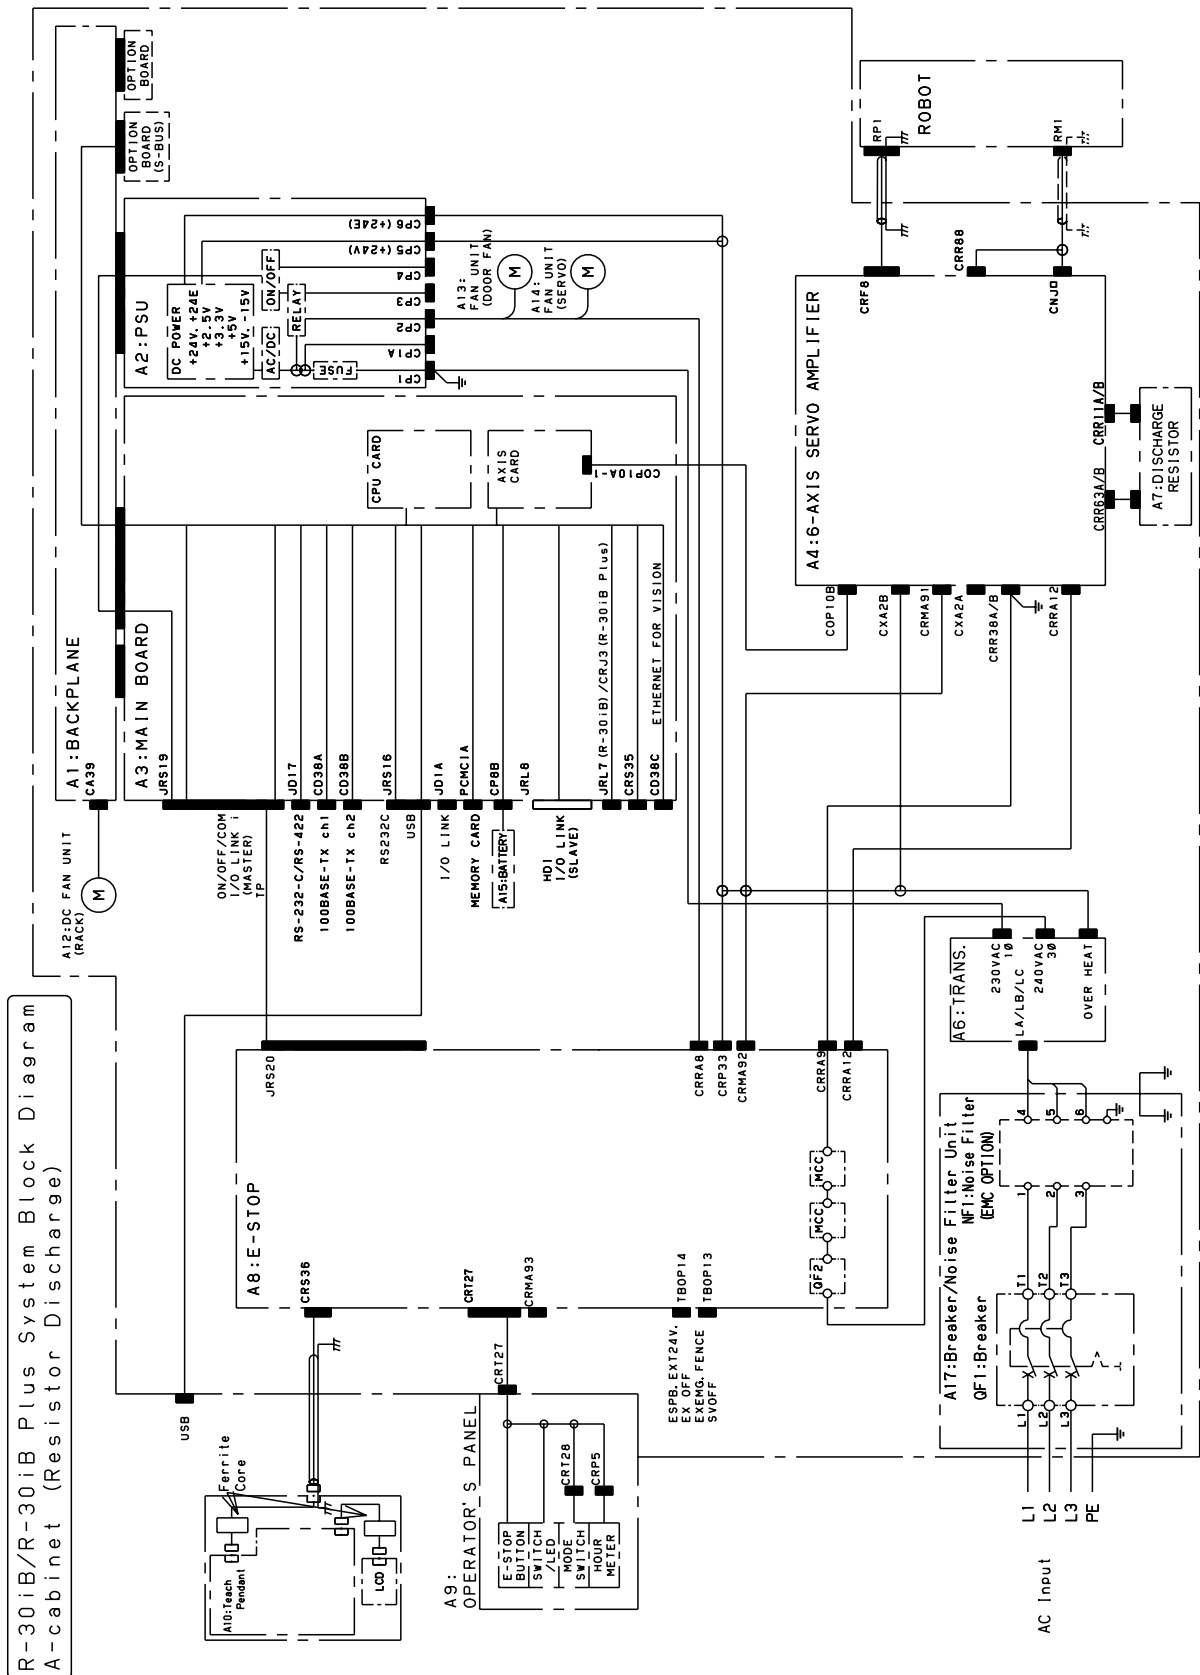 R-30iB/R-30iB Plus System Block Diagram
A-cabinet (Resistor Discharge)
A1:BACKPLANE
CA39
A12:DC FAN UNIT
(RACK)
M
OPTION
BOARD
OPTION
BOARD
(S-BUS)
A2:PSU
DC POWER
+24V, +24E
+2.5V
+3.3V
+5V
+15V, -15V
AC/DC
ON/OFF
RELAY
FUSE
CP6(+24E)
CP5(+24V)
CP4
CP3
CP2
CP1A
CP1
A13:
FAN UNIT
(DOOR FAN)
M
A14:
FAN UNIT
(SERVO)
M
A3:MAIN BOARD
CPU CARD
AXIS
CARD
COP10A-1
JRS19
JD17
CD38A
CD38B
JRS16
JD1A
PCMCIA
CP8B
JRL8
JRL7(R-30iB)/CRJ3(R-30iB Plus)
CRS35
CD38C
ETHERNET FOR VISION
ON/OFF/COM
I/O LINK i
(MASTER)
TP
RS-232-C/RS-422
100BASE-TX ch1
100BASE-TX ch2
RS232C
USB
I/O LINK
MEMORY CARD
A15:BATTERY
HDI
I/O LINK
(SLAVE)
ROBOT
RP1
RM1
A4:6-AXIS SERVO AMPLIFIER
CRF8
CRR88
CNJ0
COP10B
CXA2B
CRMA91
CXA2A
CRR38A/B
CRRA12
CRR63A/B
CRR11A/B
A7:DISCHARGE
RESISTOR
A6:TRANS.
230VAC
1Ø
LA/LB/LC
240VAC
3Ø
OVER HEAT
A8:E-STOP
JRS20
CRRA8
CRP33
CRMA92
CRRA9
CRRA12
MCC
MCC
QF2
CRS36
CRT27
CRMA93
TBOP14
TBOP13
ESPB, EXT24V,
EX OFF
EXEMG, FENCE
SVOFF
USB
Ferrite
Core
A10:Teach
Pendant
LCD
A9:
OPERATOR'S PANEL
CRT27
CRT28
CRP5
E-STOP
BUTTON
SWITCH
/LED
MODE
SWITCH
HOUR
METER
A17:Breaker/Noise Filter Unit
NF1:Noise Filter
(EMC OPTION)
4
5
6
1
2
3
QF1:Breaker
T1
T2
T3
L1
L2
L3
L1
L2
L3
PE
AC Input